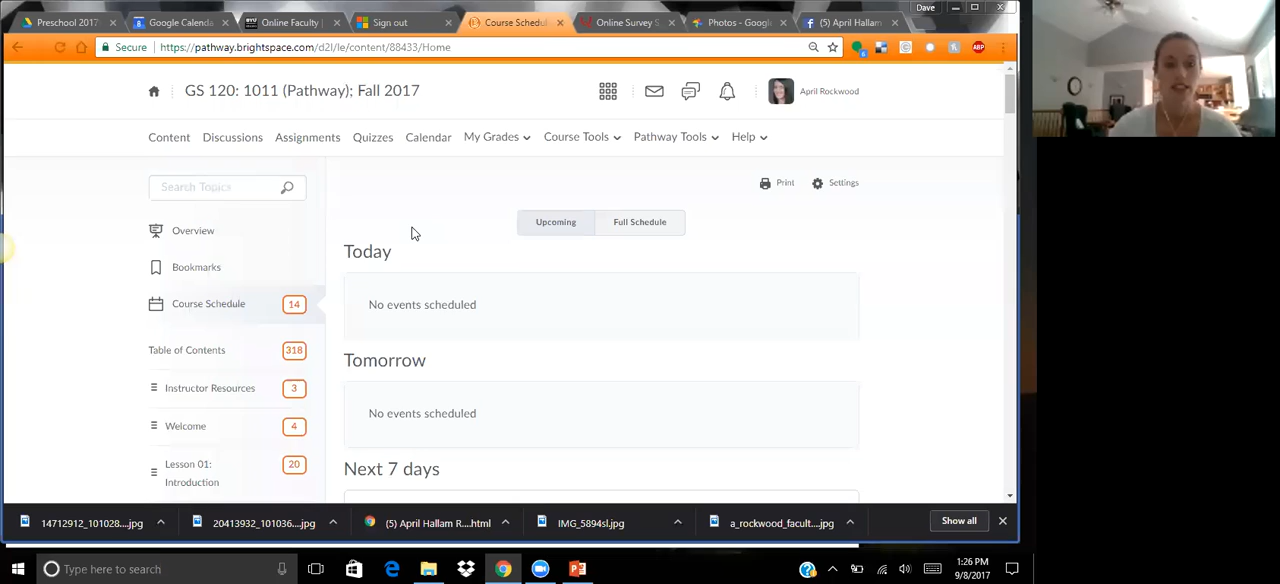 Dave
Preschool 2017
Google Calenda
Online Faculty |
Sign out
Course Schedul
Online Survey S
Photos - Google
(5) April Hallam
Secure | https://pathway.brightspace.com/d2l/le/content/88433/Home
ABP
GS 120: 1011 (Pathway); Fall 2017
April Rockwood
Content Discussions Assignments Quizzes Calendar My Grades Course Tools Pathway Tools Help
Search Topics
Print Settings
Upcoming Full Schedule
Overview
Today
Bookmarks
No events scheduled
Course Schedule 14
Table of Contents 318
Tomorrow
Instructor Resources 3
No events scheduled
Welcome 4
Next 7 days
Lesson 01: 20
Introduction
14712912_101028....jpg
20413932_101036....jpg
(5) April Hallam R....html
IMG_5894sl.jpg
a_rockwood_facult....jpg
Show all
Type here to search
1:26 PM
9/8/2017